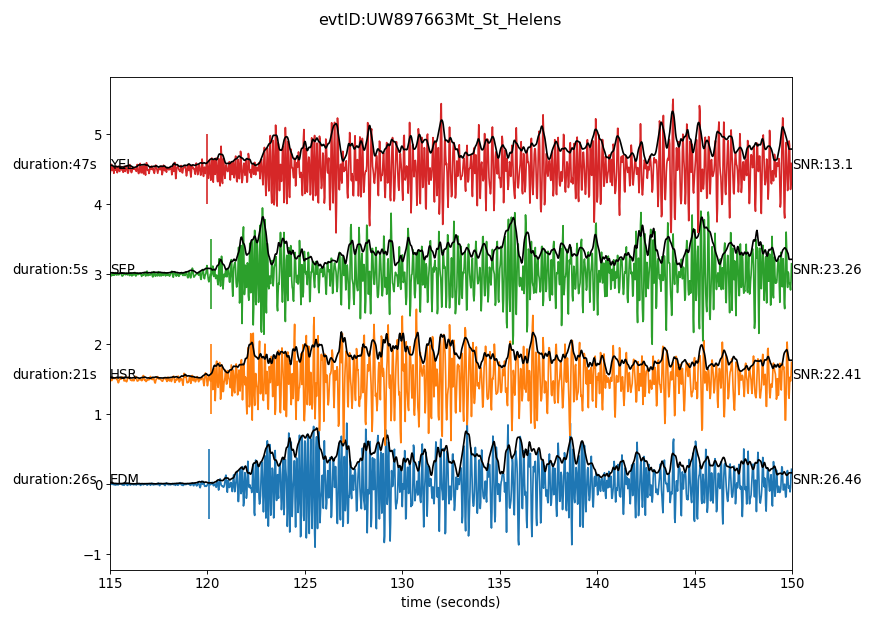 evtID:UW897663Mt_St_Helens
5
duration:47s YEL SNR:13.1
4
duration:5s SEP SNR:23.26
3
2
duration:21s HSR SNR:22.41
1
duration:26s EDM SNR:26.46
0
−1
115 120 125 130 135 140 145 150
time (seconds)